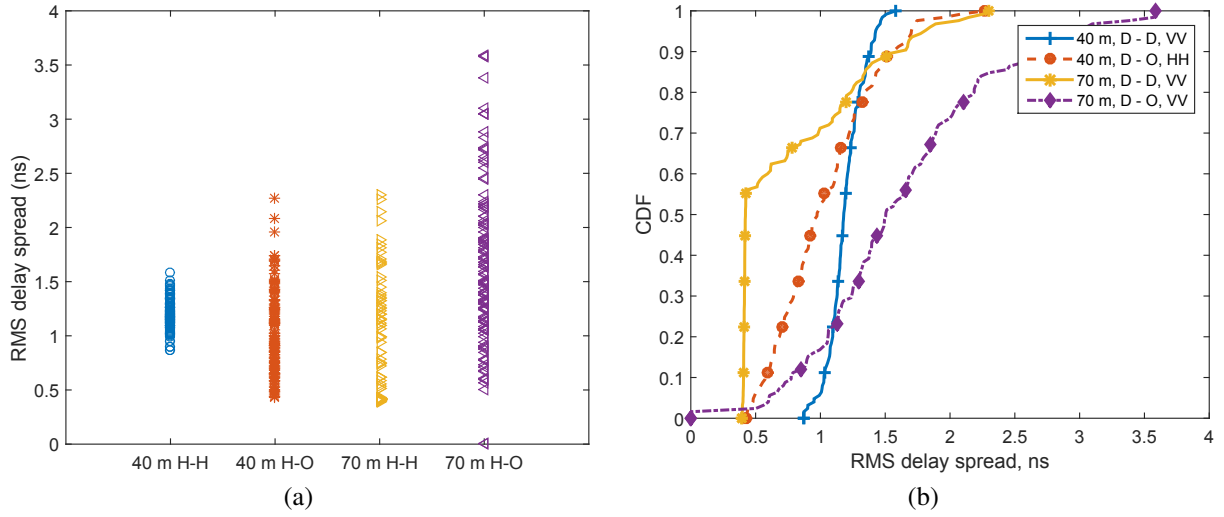 4
3.5
3
2.5
2
1.5
1
0.5
0
RMS delay spread (ns)
40 m H-H
40 m H-O
70 m H-H
70 m H-O
(a)
1
0.9
0.8
0.7
0.6
0.5
0.4
0.3
0.2
0.1
0
CDF
40 m, D - D, VV
40 m, D - O, HH
70 m, D - D, VV
70 m, D - O, VV
0 0.5 1 1.5 2 2.5 3 3.5 4
RMS delay spread, ns
(b)